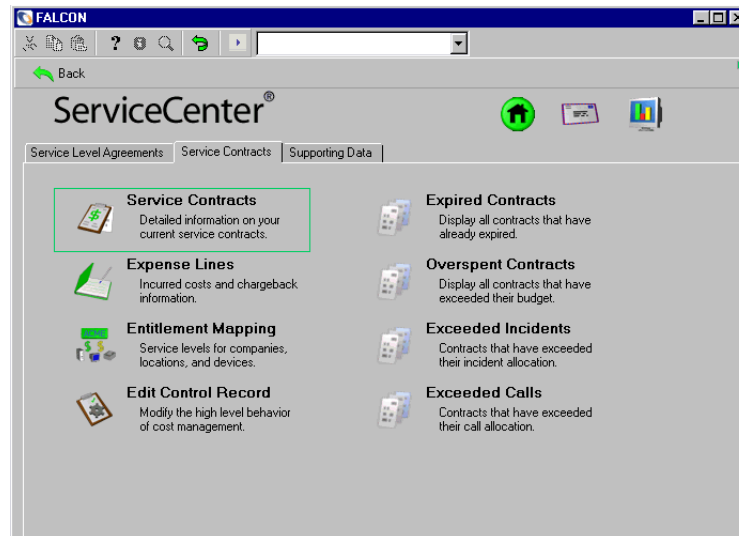 FALCON
Back
ServiceCenter®
Service Level Agreements
Service Contracts
Supporting Data
Service Contracts
Detailed information on your
current service contracts.
Expense Lines
Incurred costs and chargeback
information.
Entitlement Mapping
Service levels for companies,
locations, and devices.
Edit Control Record
Modify the high level behavior
of cost management.
Expired Contracts
Display all contracts that have
already expired.
Overspent Contracts
Display all contracts that have
exceeded their budget.
Exceeded Incidents
Contracts that have exceeded
their incident allocation.
Exceeded Calls
Contracts that have exceeded
their call allocation.
ACME